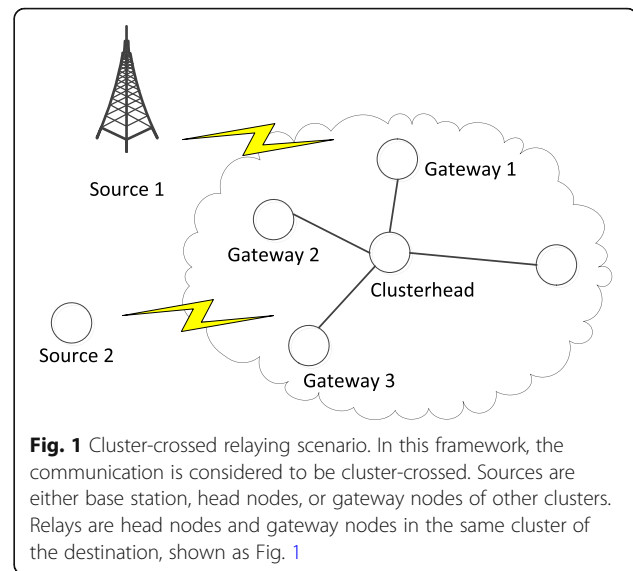 Source 1
Gateway 1
Gateway 2
Clusterhead
Source 2
Gateway 3
Fig. 1 Cluster-crossed relaying scenario. In this framework, the
communication is considered to be cluster-crossed. Sources are
either base station, head nodes, or gateway nodes of other clusters.
Relays are head nodes and gateway nodes in the same cluster of
the destination, shown as Fig. 1